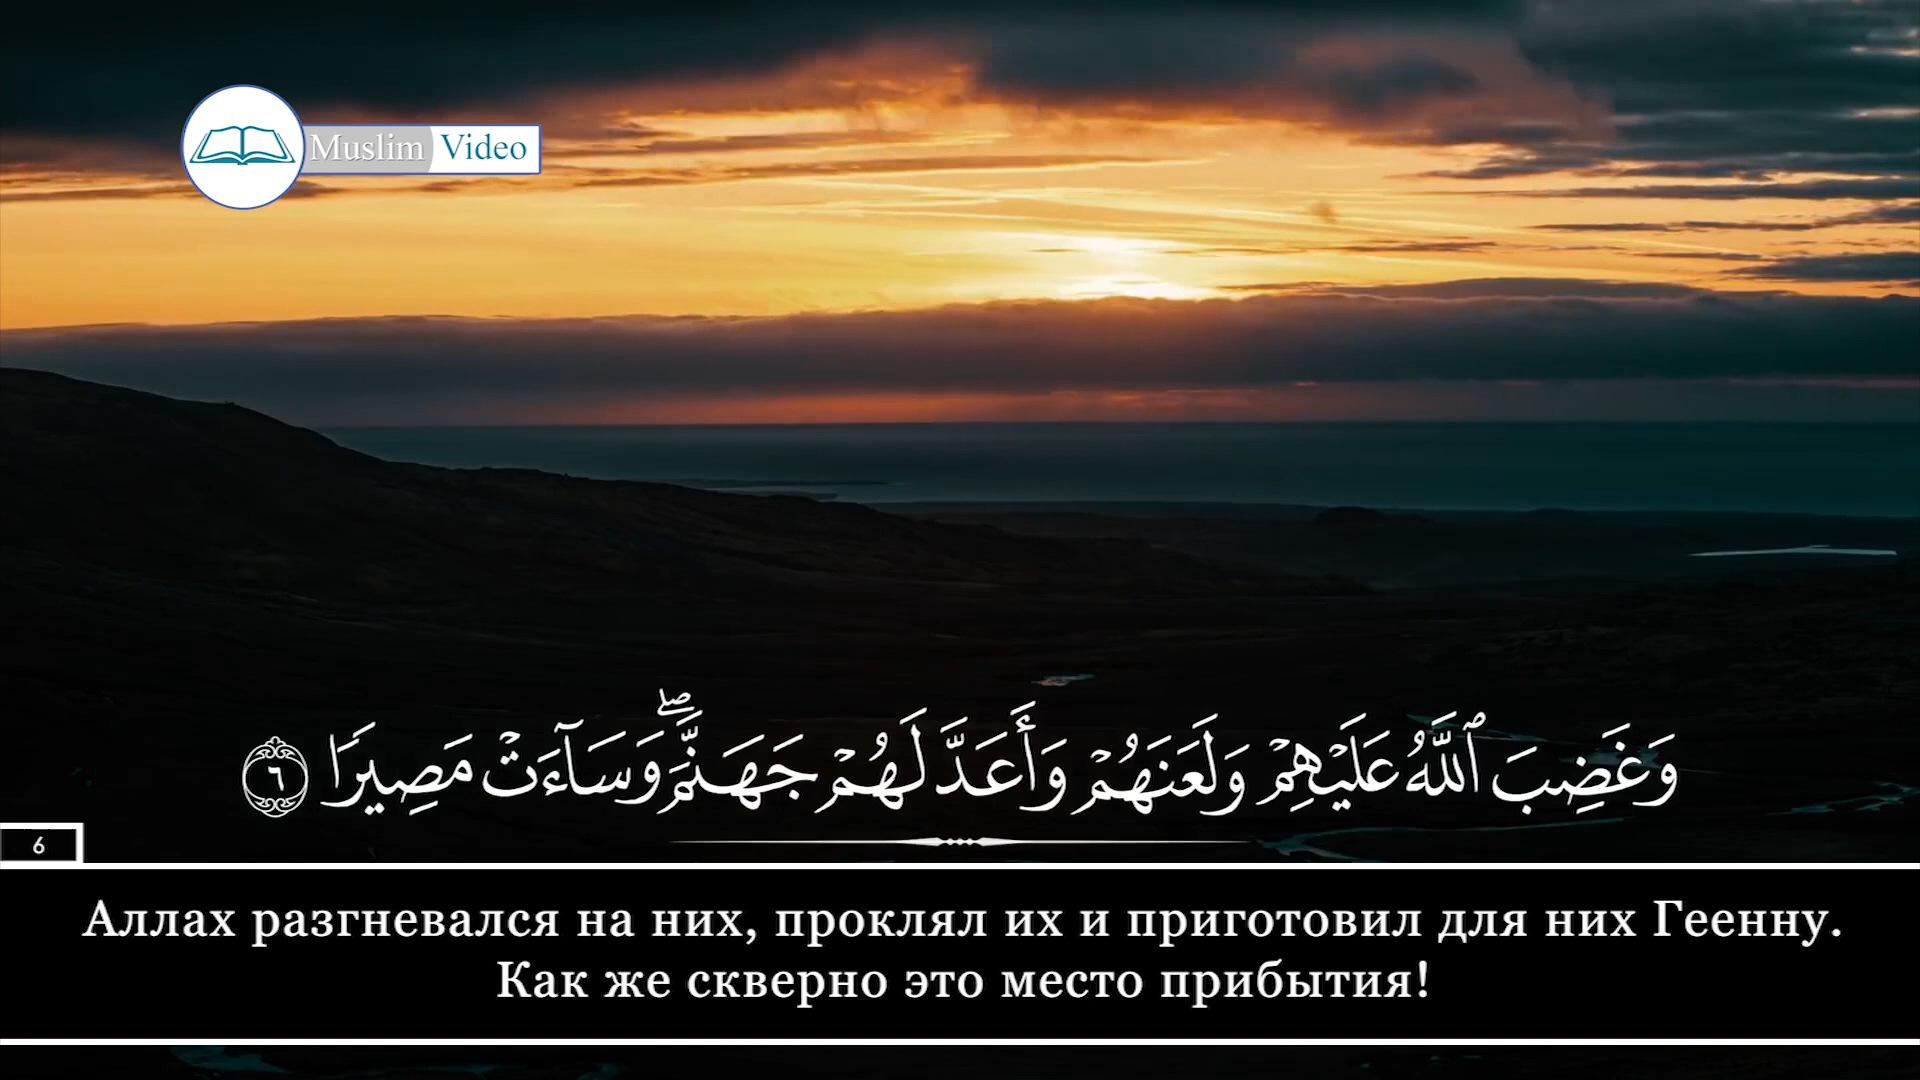 Muslim Video
وَغَضِبَ ٱللَّهُ عَلَيْهِمْ وَلَعَنَهُمْ وَأَعَدَّ لَهُمْ جَهَنَّمَۖ وَسَآءَتْ مَصِيرًا ٦
6
Аллах разгневался на них, проклял их и приготовил для них Геенну.
Как же скверно это место прибытия!